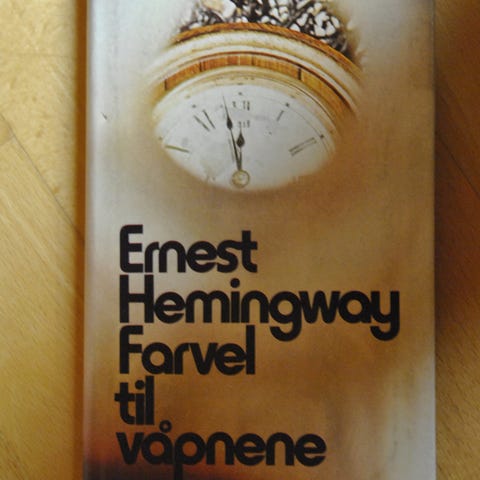 Ernest
Hemingway
Farvel
til
våpnene